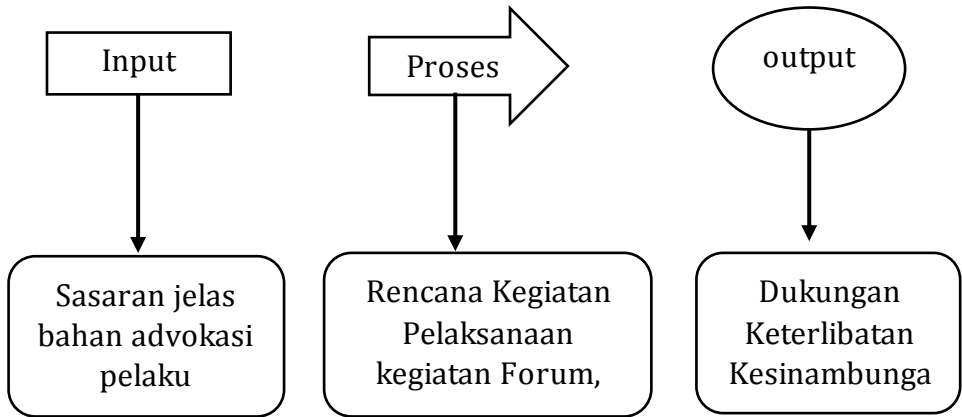 Input
Proses
output
Sasaran jelas
bahan advokasi
pelaku
Rencana Kegiatan
Pelaksanaan
kegiatan Forum,
Dukungan
Keterlibatan
Kesinambunga